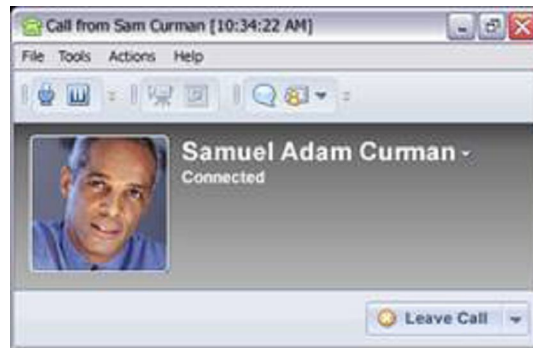 Call from Sam Curman [10:34:22 AM]
File Tools Actions Help
Samuel Adam Curman
Connected
Leave Call